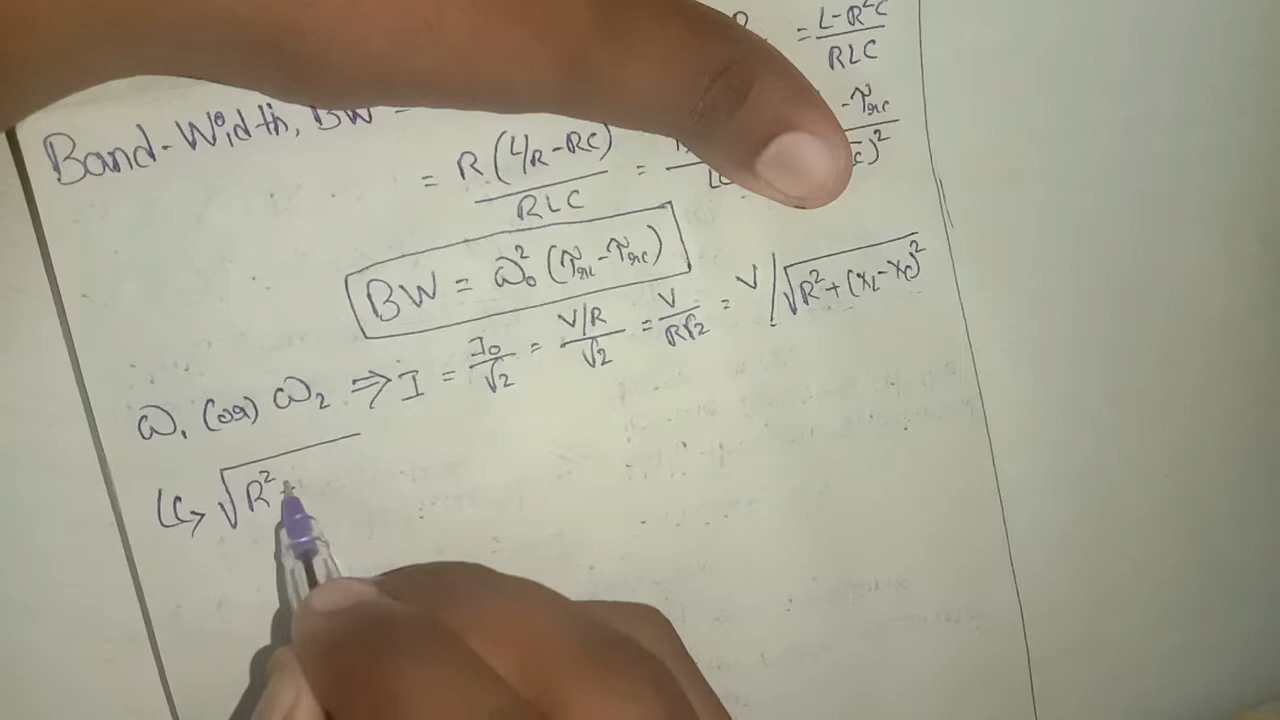 = L-R²C / RLC
Band-Width, BW =
= R(L/R-RC) / RLC =
BW = ω₀²(τ_RL-τ_RC)
ω₁ (or) ω₂ ⇒ I = I₀/√2 = V/R/√2 = V/R√2 = V/√R²+(X_L-X_C)²
↳ √R²+